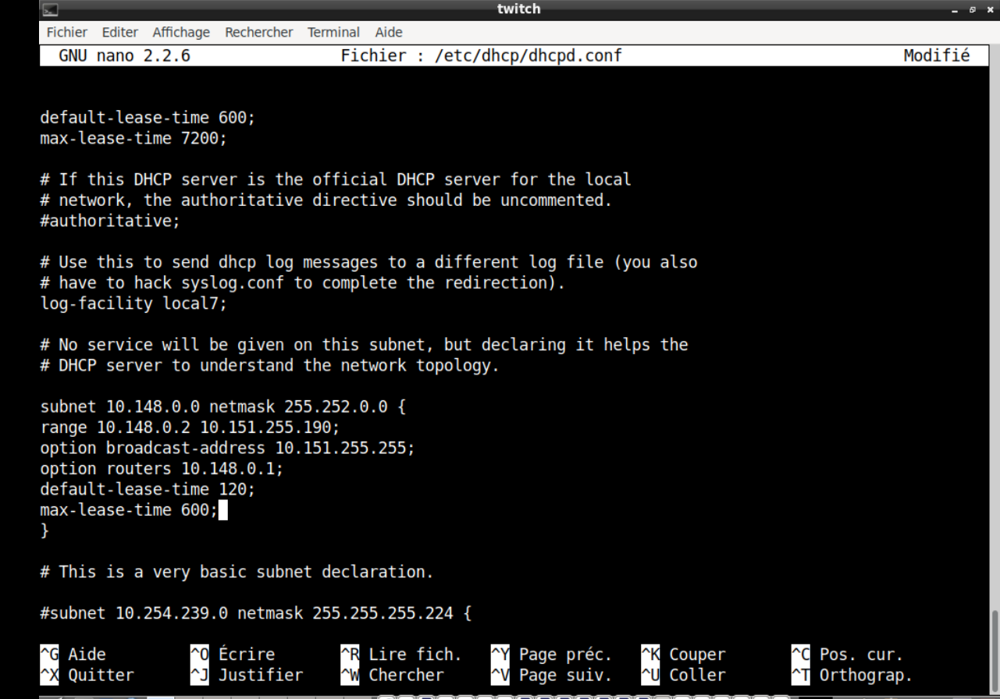 twitch
Fichier Editer Affichage Rechercher Terminal Aide
GNU nano 2.2.6 Fichier : /etc/dhcp/dhcpd.conf Modifié
default-lease-time 600;
max-lease-time 7200;
# If this DHCP server is the official DHCP server for the local
# network, the authoritative directive should be uncommented.
#authoritative;
# Use this to send dhcp log messages to a different log file (you also
# have to hack syslog.conf to complete the redirection).
log-facility local7;
# No service will be given on this subnet, but declaring it helps the
# DHCP server to understand the network topology.
subnet 10.148.0.0 netmask 255.252.0.0 {
range 10.148.0.2 10.151.255.190;
option broadcast-address 10.151.255.255;
option routers 10.148.0.1;
default-lease-time 120;
max-lease-time 600;
}
# This is a very basic subnet declaration.
#subnet 10.254.239.0 netmask 255.255.255.224 {
^G Aide ^O Écrire ^R Lire fich. ^Y Page préc. ^K Couper ^C Pos. cur.
^X Quitter ^J Justifier ^W Chercher ^V Page suiv. ^U Coller ^T Orthograp.